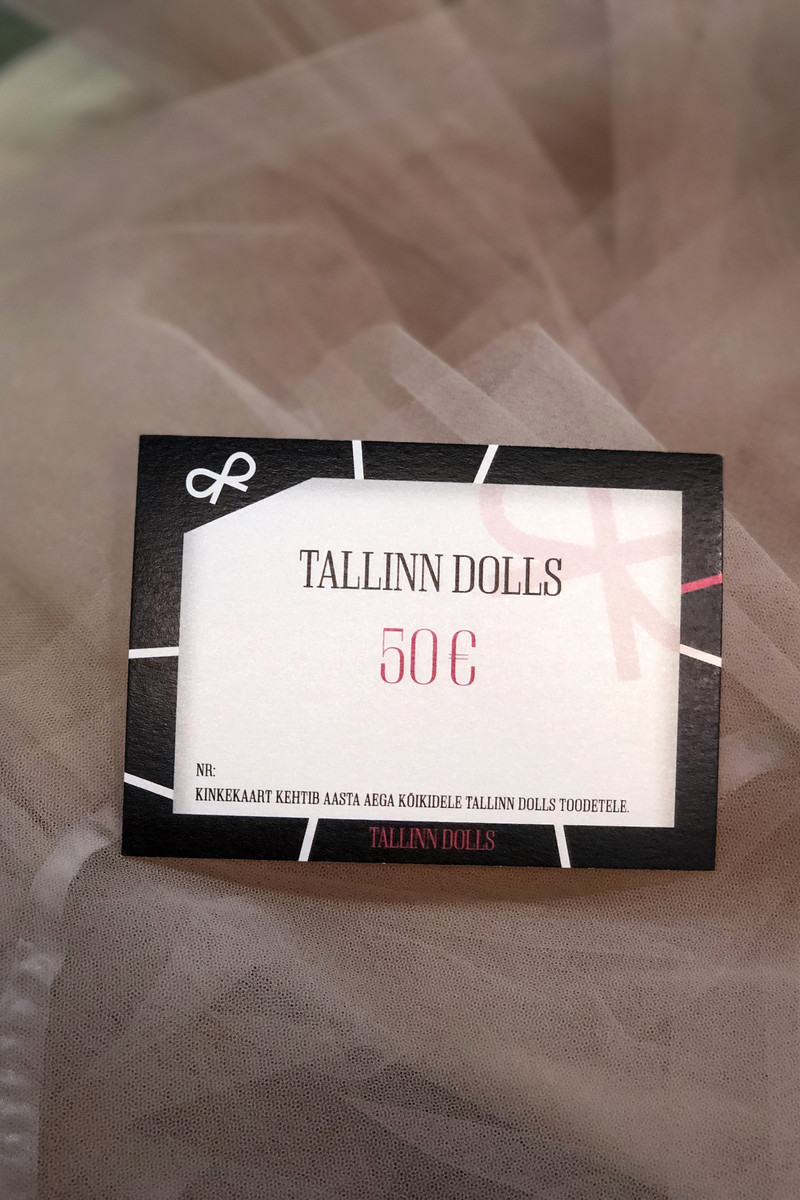 TALLINN DOLLS
50 €
NR:
KINKEKAART KEHTIB AASTA AEGA KÕIKIDELE TALLINN DOLLS TOODETELE.
TALLINN DOLLS